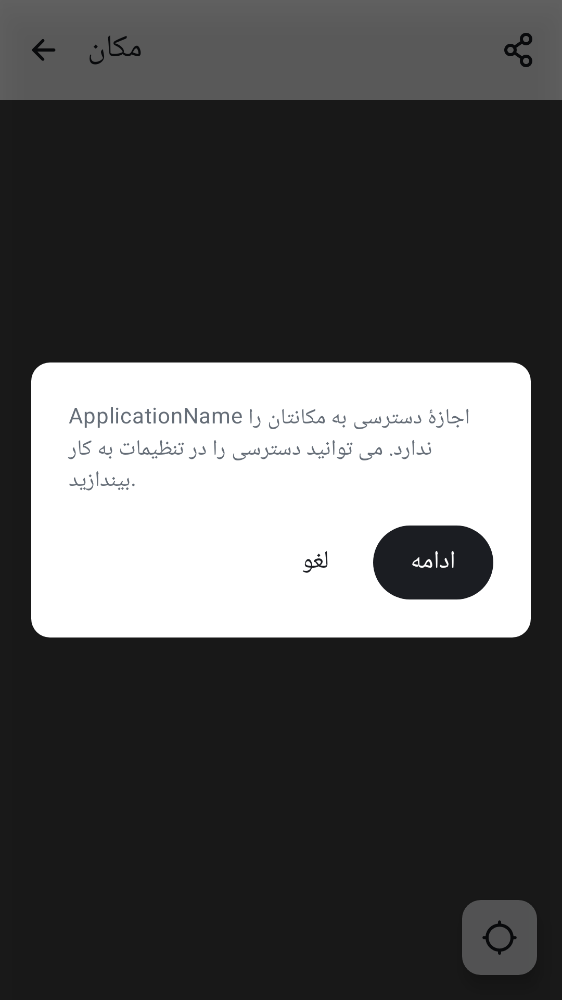 مکان
ApplicationName اجازهٔ دسترسی به مکانتان را
ندارد. می توانید دسترسی را در تنظیمات به کار
بیندازید.
لغو
ادامه